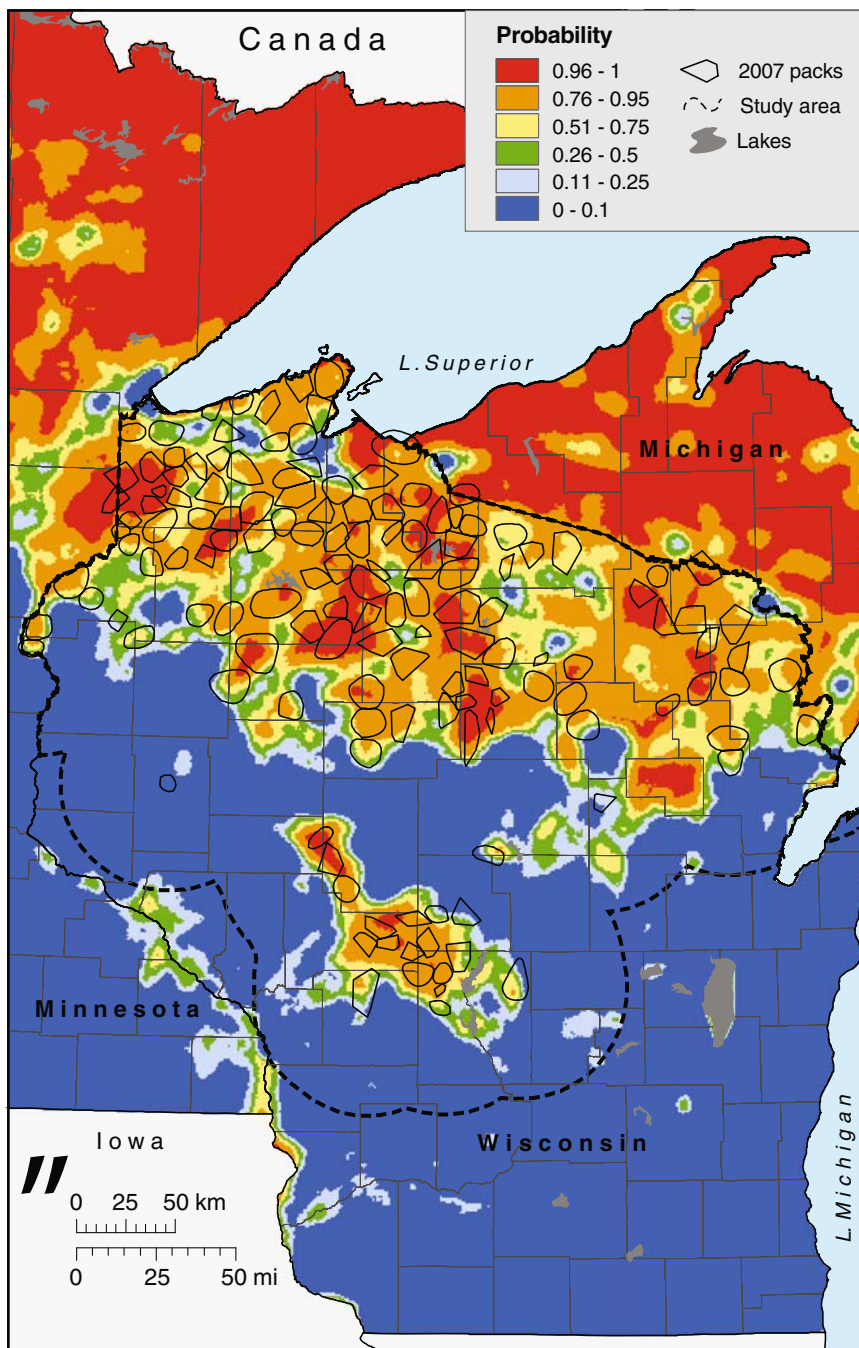 Canada
Probability
0.96 - 1
0.76 - 0.95
0.51 - 0.75
0.26 - 0.5
0.11 - 0.25
0 - 0.1
2007 packs
Study area
Lakes
L. Superior
Michigan
Minnesota
Wisconsin
Iowa
L. Michigan
0 25 50 km
0 25 50 mi